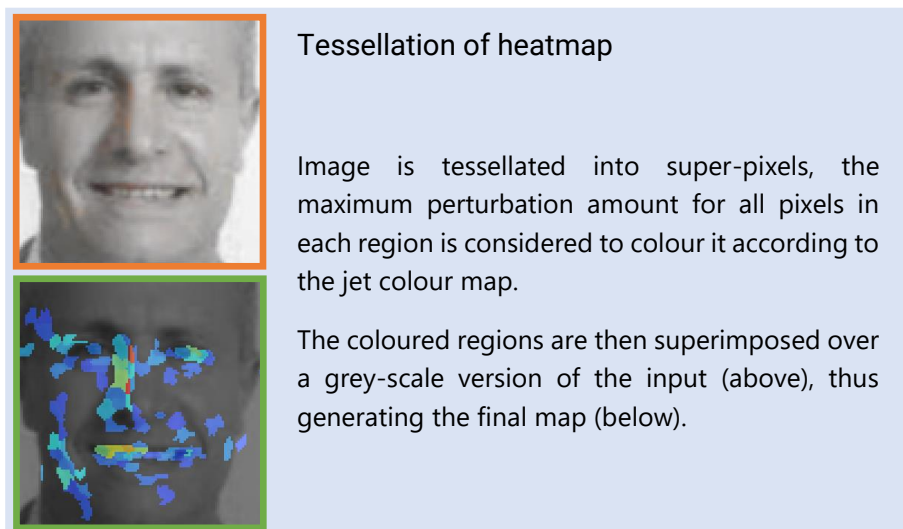 Tessellation of heatmap
Image is tessellated into super-pixels, the
maximum perturbation amount for all pixels in
each region is considered to colour it according to
the jet colour map.
The coloured regions are then superimposed over
a grey-scale version of the input (above), thus
generating the final map (below).